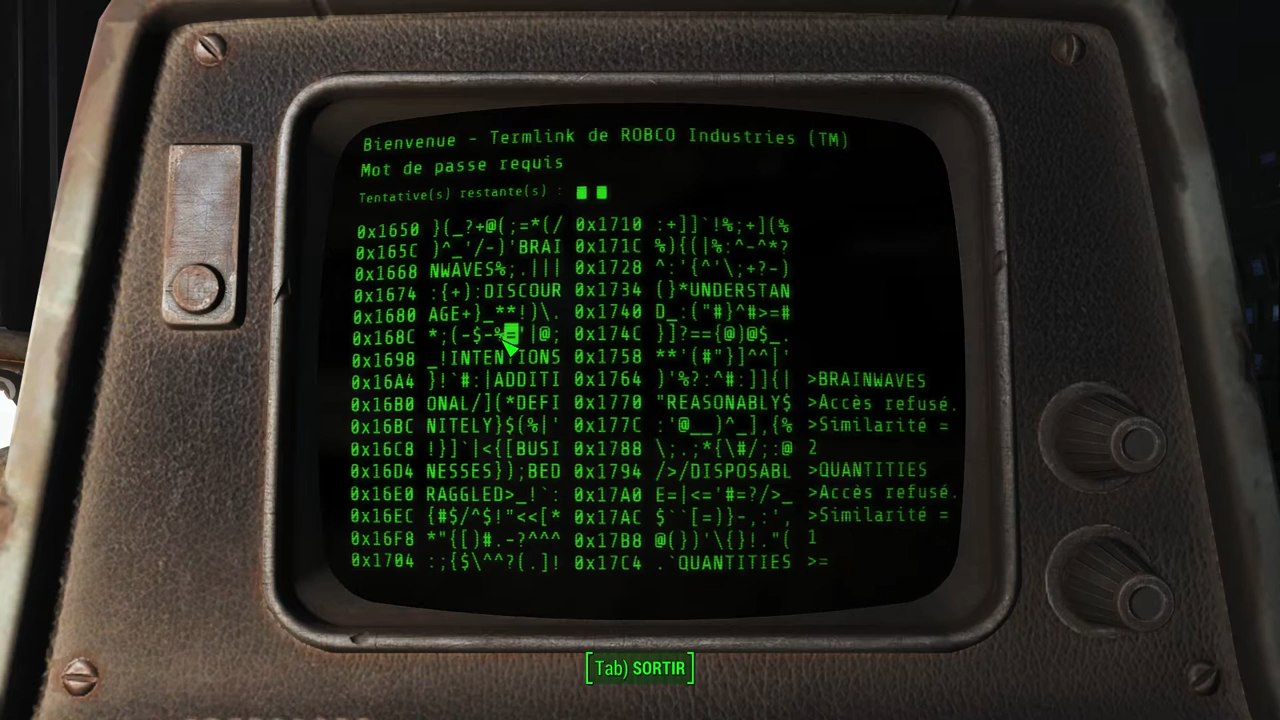 Bienvenue - Termlink de ROBCO Industries (TM)
Mot de passe requis
Tentative(s) restante(s) :
0x1650 }(_?+@(;=*(/ 0x1710 :+]]`!%;+](%
0x165C )^_'/-)'BRAI 0x171C %){(|%:^-^*?
0x1668 NWAVES%;.||| 0x1728 ^:'{^'\;+?-)
0x1674 :{+):DISCOUR 0x1734 (}*UNDERSTAN
0x1680 AGE+}_**!)\. 0x1740 D_:("#}^#>=#
0x168C *;(-$-%='|@; 0x174C }]?=={@)@$_.
0x1698 _!INTENTIONS 0x1758 **'(#"}]^^|'
0x16A4 }!`#:|ADDITI 0x1764 )'%?:^#:]]{| >BRAINWAVES
0x16B0 ONAL/](*DEFI 0x1770 "REASONABLY$ >Accès refusé.
0x16BC NITELY}$(%|' 0x177C :'@__)^_],{% >Similarité =
0x16C8 !}]`|<{[BUSI 0x1788 \;.;*{\#/;:@ 2
0x16D4 NESSES});BED 0x1794 />/DISPOSABL >QUANTITIES
0x16E0 RAGGLED>_!`: 0x17A0 E=|<='#=?/>_ >Accès refusé.
0x16EC {#$/^$!"<<[* 0x17AC $``[=)}-,:', >Similarité =
0x16F8 *"{[)#.-?^^^ 0x17B8 @(})'\{}!."( 1
0x1704 :;{$\^^?(.]! 0x17C4 .`QUANTITIES >=
[Tab) SORTIR]